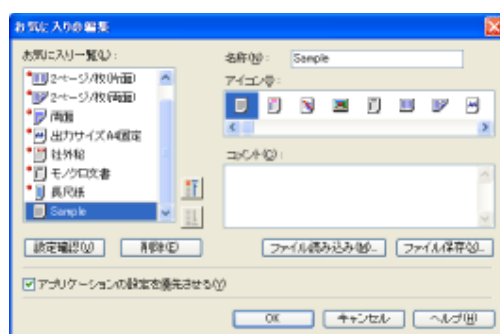 お気に入りの編集
お気に入り一覧(L):
2ページ/枚(片面)
2ページ/枚(両面)
両面
出力サイズA4固定
社外秘
モノクロ文書
長尺紙
Sample
設定確認(V)
削除(E)
名称(N):
Sample
アイコン(I):
コメント(C):
ファイル読み込み(M)...
ファイル保存(A)...
アプリケーションの設定を優先させる(Y)
OK
キャンセル
ヘルプ(H)